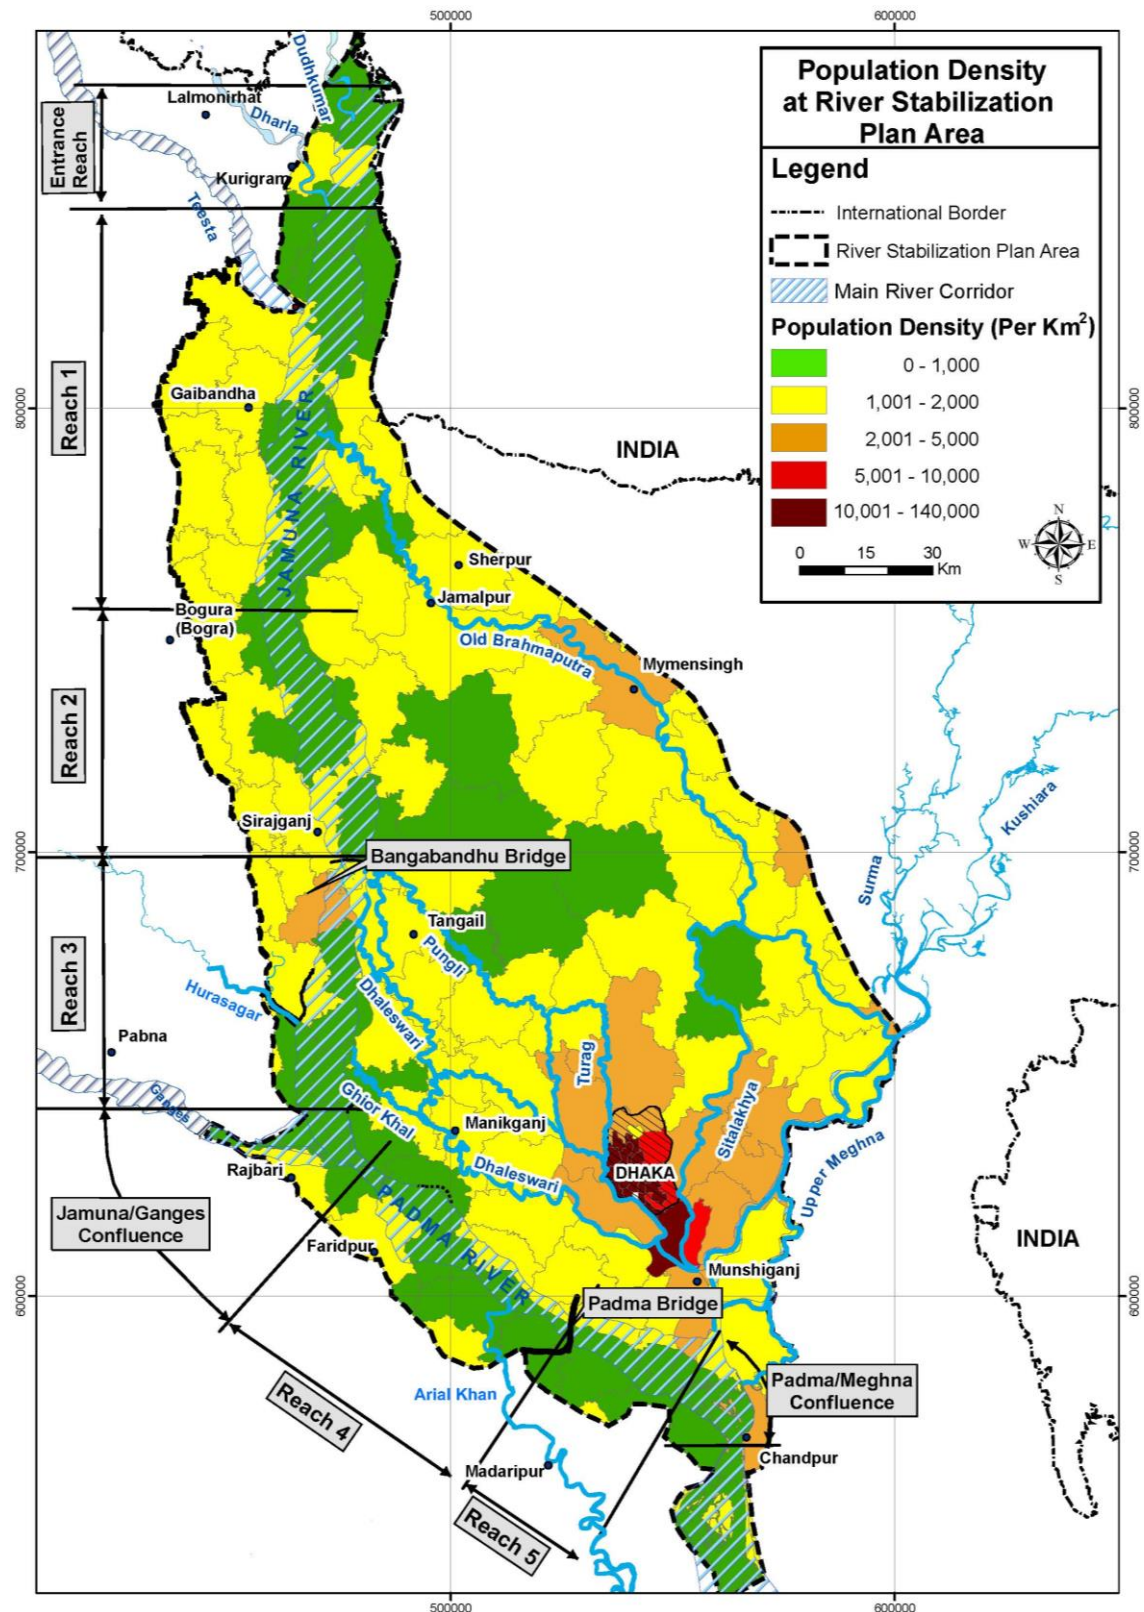 500000
600000
Population Density
at River Stabilization
Plan Area
Legend
International Border
River Stabilization Plan Area
Main River Corridor
Population Density (Per Km²)
0 - 1,000
1,001 - 2,000
2,001 - 5,000
5,001 - 10,000
10,001 - 140,000
0 15 30
Km
N
W E
S
Dudhkumar
Lalmonirhat
Dharla
Entrance
Reach
Kurigram
Teesta
Reach 1
Gaibandha
800000
800000
JAMUNA RIVER
INDIA
Sherpur
Jamalpur
Bogura
(Bogra)
Old Brahmaputra
Mymensingh
Reach 2
Kushiara
Sirajganj
Bangabandhu Bridge
700000
700000
Surma
Tangail
Pungli
Reach 3
Hurasagar
Dhaleswari
Pabna
Turag
Ganges
Ghior Khal
Sitalakhya
Manikganj
Rajbari
Dhaleswari
DHAKA
Upper Meghna
Jamuna/Ganges
Confluence
PADMA RIVER
Faridpur
INDIA
Munshiganj
600000
600000
Padma Bridge
Padma/Meghna
Confluence
Arial Khan
Reach 4
Chandpur
Madaripur
Reach 5
500000
600000